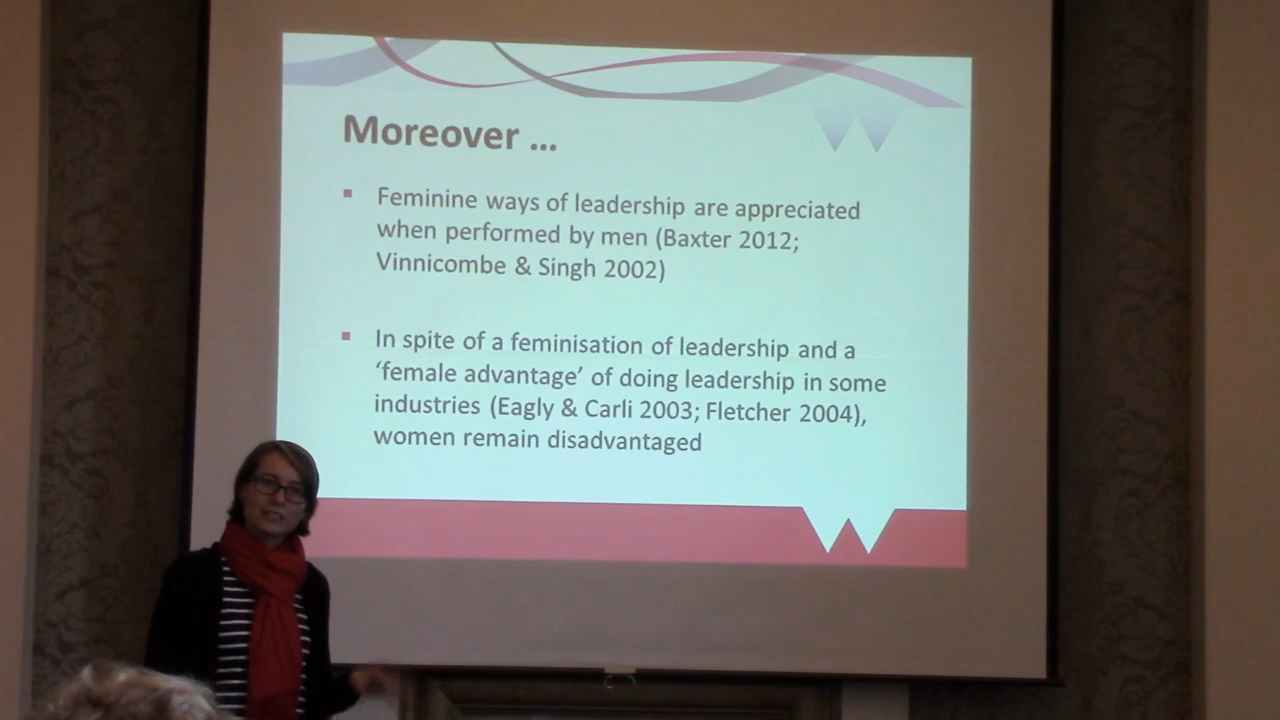 Moreover ...
Feminine ways of leadership are appreciated
when performed by men (Baxter 2012;
Vinnicombe & Singh 2002)
In spite of a feminisation of leadership and a
‘female advantage’ of doing leadership in some
industries (Eagly & Carli 2003; Fletcher 2004),
women remain disadvantaged